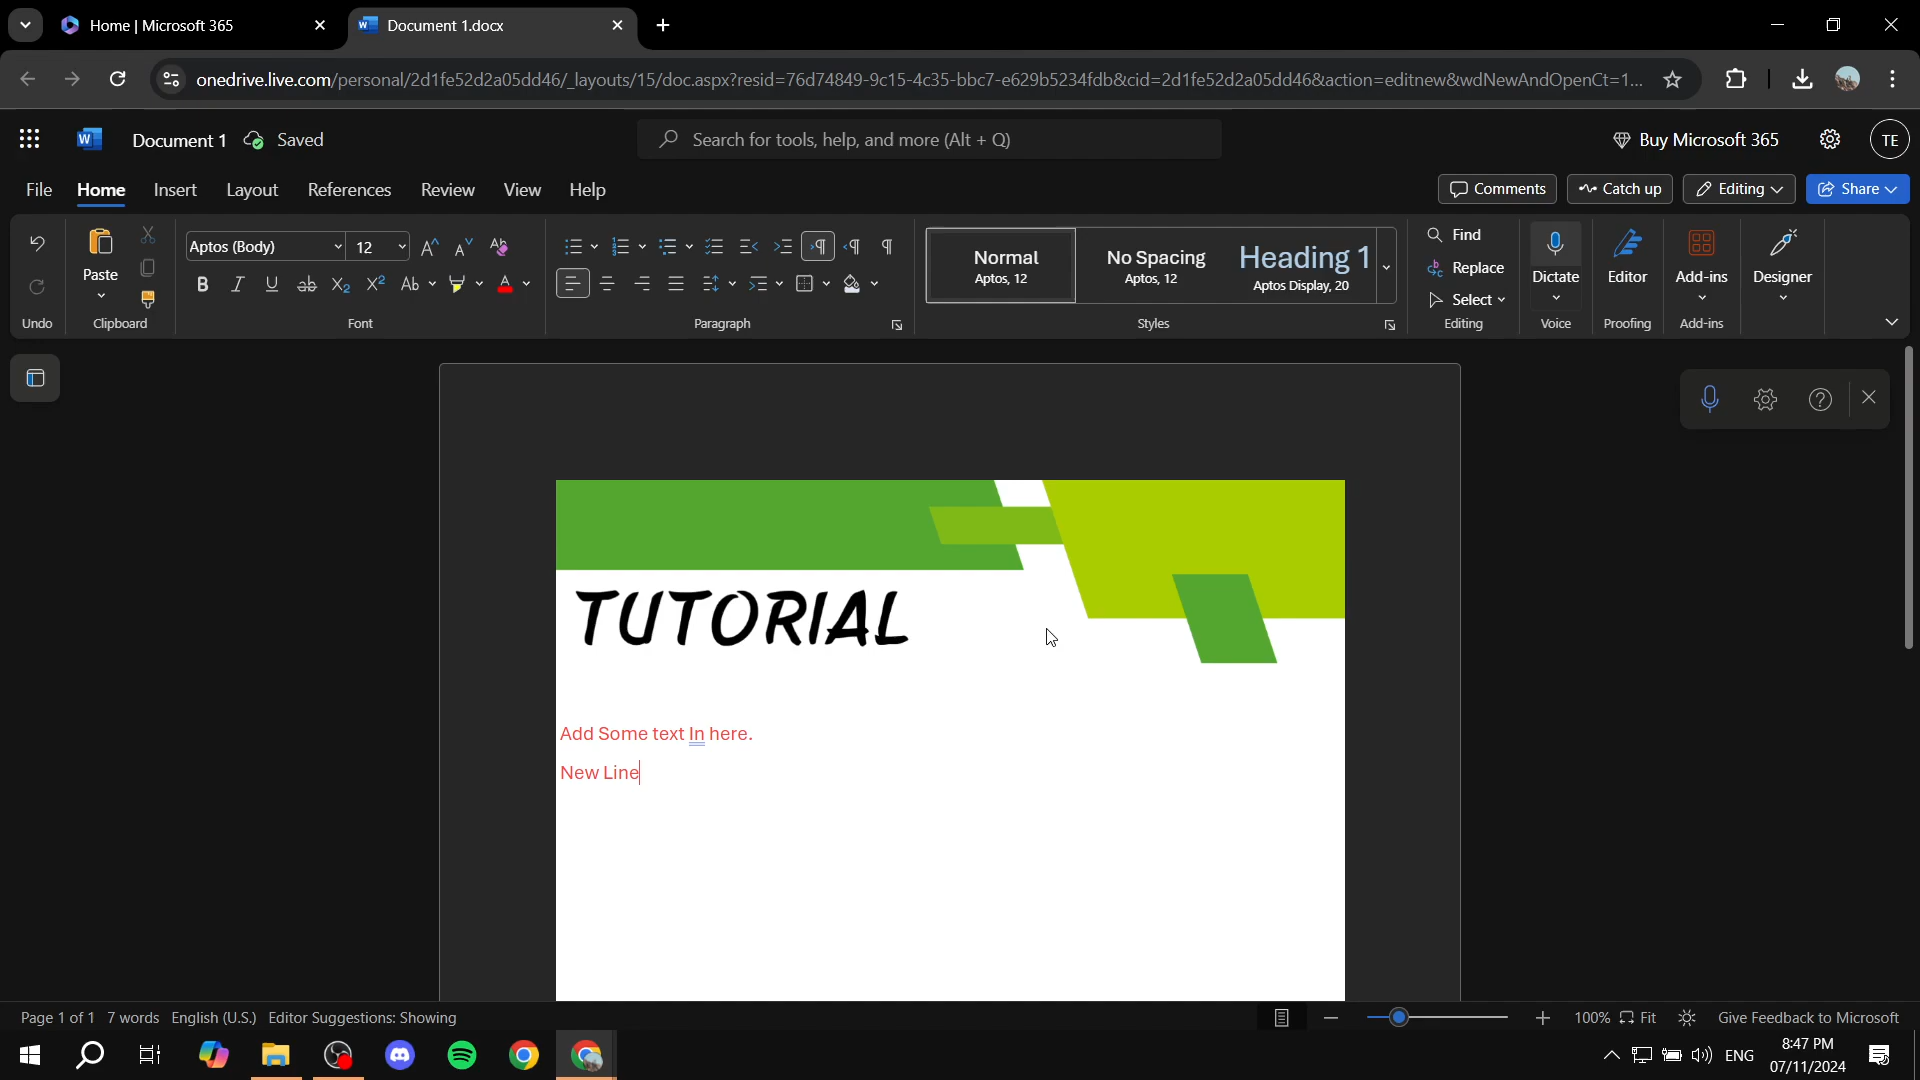 Home | Microsoft 365
Document 1.docx
onedrive.live.com/personal/2d1fe52d2a05dd46/_layouts/15/doc.aspx?resid=76d74849-9c15-4c35-bbc7-e629b5234fdb&cid=2d1fe52d2a05dd46&action=editnew&wdNewAndOpenCt=1...
Document 1 Saved
Search for tools, help, and more (Alt + Q)
Buy Microsoft 365
TE
File Home Insert Layout References Review View Help
Comments Catch up Editing Share
Paste
Aptos (Body) 12
Normal
Aptos, 12
No Spacing
Aptos, 12
Heading 1
Aptos Display, 20
Find
Replace
Select
Dictate
Editor
Add-ins
Designer
Undo Clipboard Font Paragraph Styles Editing Voice Proofing Add-ins
TUTORIAL
Add Some text In here.
New Line
Page 1 of 1 7 words English (U.S.) Editor Suggestions: Showing
100% Fit Give Feedback to Microsoft
ENG
8:47 PM
07/11/2024